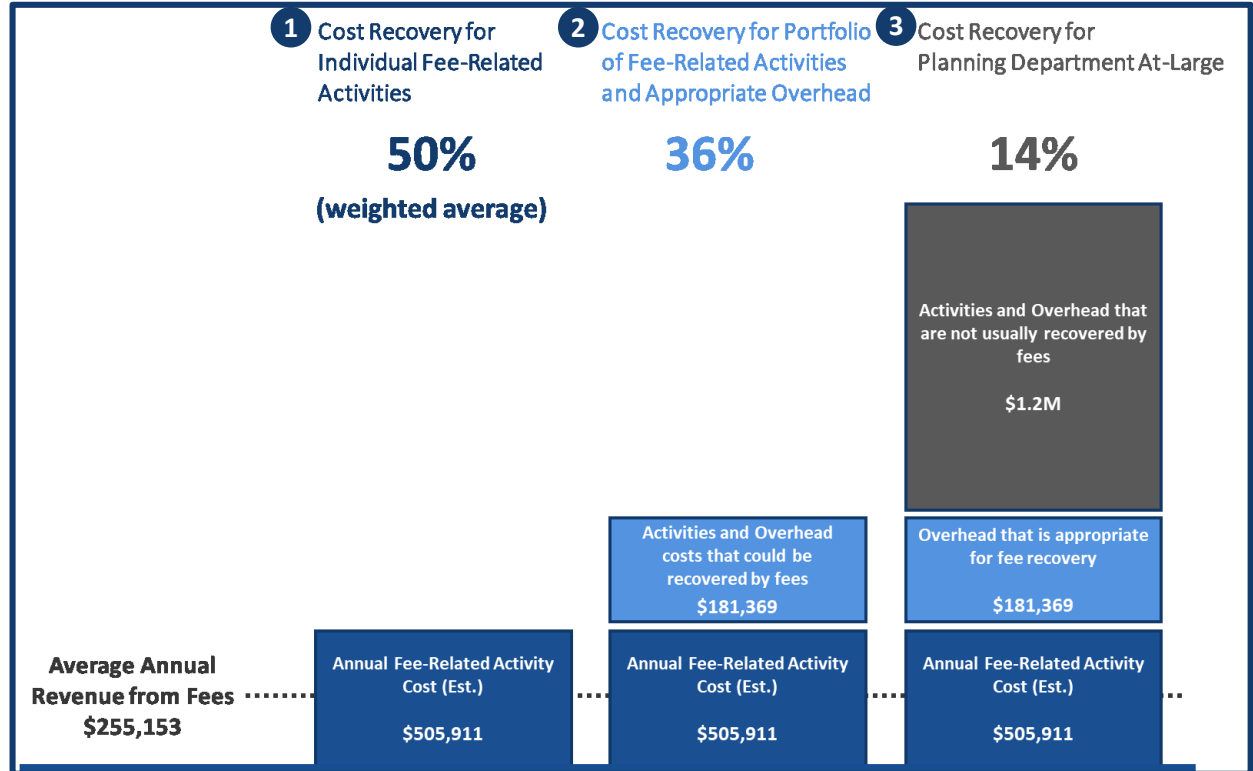 1
Cost Recovery for
Individual Fee-Related
Activities
50%
(weighted average)
2
Cost Recovery for Portfolio
of Fee-Related Activities
and Appropriate Overhead
36%
3
Cost Recovery for
Planning Department At-Large
14%
Activities and Overhead that
are not usually recovered by
fees
$1.2M
Activities and Overhead
costs that could be
recovered by fees
$181,369
Overhead that is appropriate
for fee recovery
$181,369
Average Annual
Revenue from Fees
$255,153
Annual Fee-Related Activity
Cost (Est.)
$505,911
Annual Fee-Related Activity
Cost (Est.)
$505,911
Annual Fee-Related Activity
Cost (Est.)
$505,911